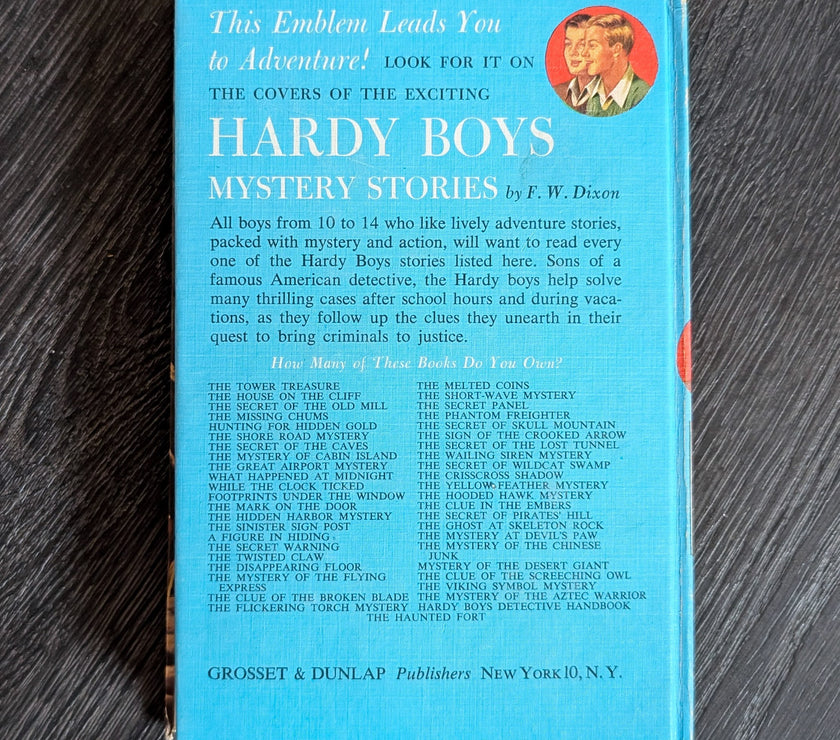 This Emblem Leads You
to Adventure! LOOK FOR IT ON
THE COVERS OF THE EXCITING
HARDY BOYS
MYSTERY STORIES by F. W. Dixon
All boys from 10 to 14 who like lively adventure stories,
packed with mystery and action, will want to read every
one of the Hardy Boys stories listed here. Sons of a
famous American detective, the Hardy boys help solve
many thrilling cases after school hours and during vaca-
tions, as they follow up the clues they unearth in their
quest to bring criminals to justice.
How Many of These Books Do You Own?
THE TOWER TREASURE
THE HOUSE ON THE CLIFF
THE SECRET OF THE OLD MILL
THE MISSING CHUMS
HUNTING FOR HIDDEN GOLD
THE SHORE ROAD MYSTERY
THE SECRET OF THE CAVES
THE MYSTERY OF CABIN ISLAND
THE GREAT AIRPORT MYSTERY
WHAT HAPPENED AT MIDNIGHT
WHILE THE CLOCK TICKED
FOOTPRINTS UNDER THE WINDOW
THE MARK ON THE DOOR
THE HIDDEN HARBOR MYSTERY
THE SINISTER SIGN POST
A FIGURE IN HIDING
THE SECRET WARNING
THE TWISTED CLAW
THE DISAPPEARING FLOOR
THE MYSTERY OF THE FLYING
EXPRESS
THE CLUE OF THE BROKEN BLADE
THE FLICKERING TORCH MYSTERY
THE MELTED COINS
THE SHORT-WAVE MYSTERY
THE SECRET PANEL
THE PHANTOM FREIGHTER
THE SECRET OF SKULL MOUNTAIN
THE SIGN OF THE CROOKED ARROW
THE SECRET OF THE LOST TUNNEL
THE WAILING SIREN MYSTERY
THE SECRET OF WILDCAT SWAMP
THE CRISSCROSS SHADOW
THE YELLOW FEATHER MYSTERY
THE HOODED HAWK MYSTERY
THE CLUE IN THE EMBERS
THE SECRET OF PIRATES' HILL
THE GHOST AT SKELETON ROCK
THE MYSTERY AT DEVIL'S PAW
THE MYSTERY OF THE CHINESE
JUNK
MYSTERY OF THE DESERT GIANT
THE CLUE OF THE SCREECHING OWL
THE VIKING SYMBOL MYSTERY
THE MYSTERY OF THE AZTEC WARRIOR
HARDY BOYS DETECTIVE HANDBOOK
THE HAUNTED FORT
GROSSET & DUNLAP Publishers NEW YORK 10, N. Y.